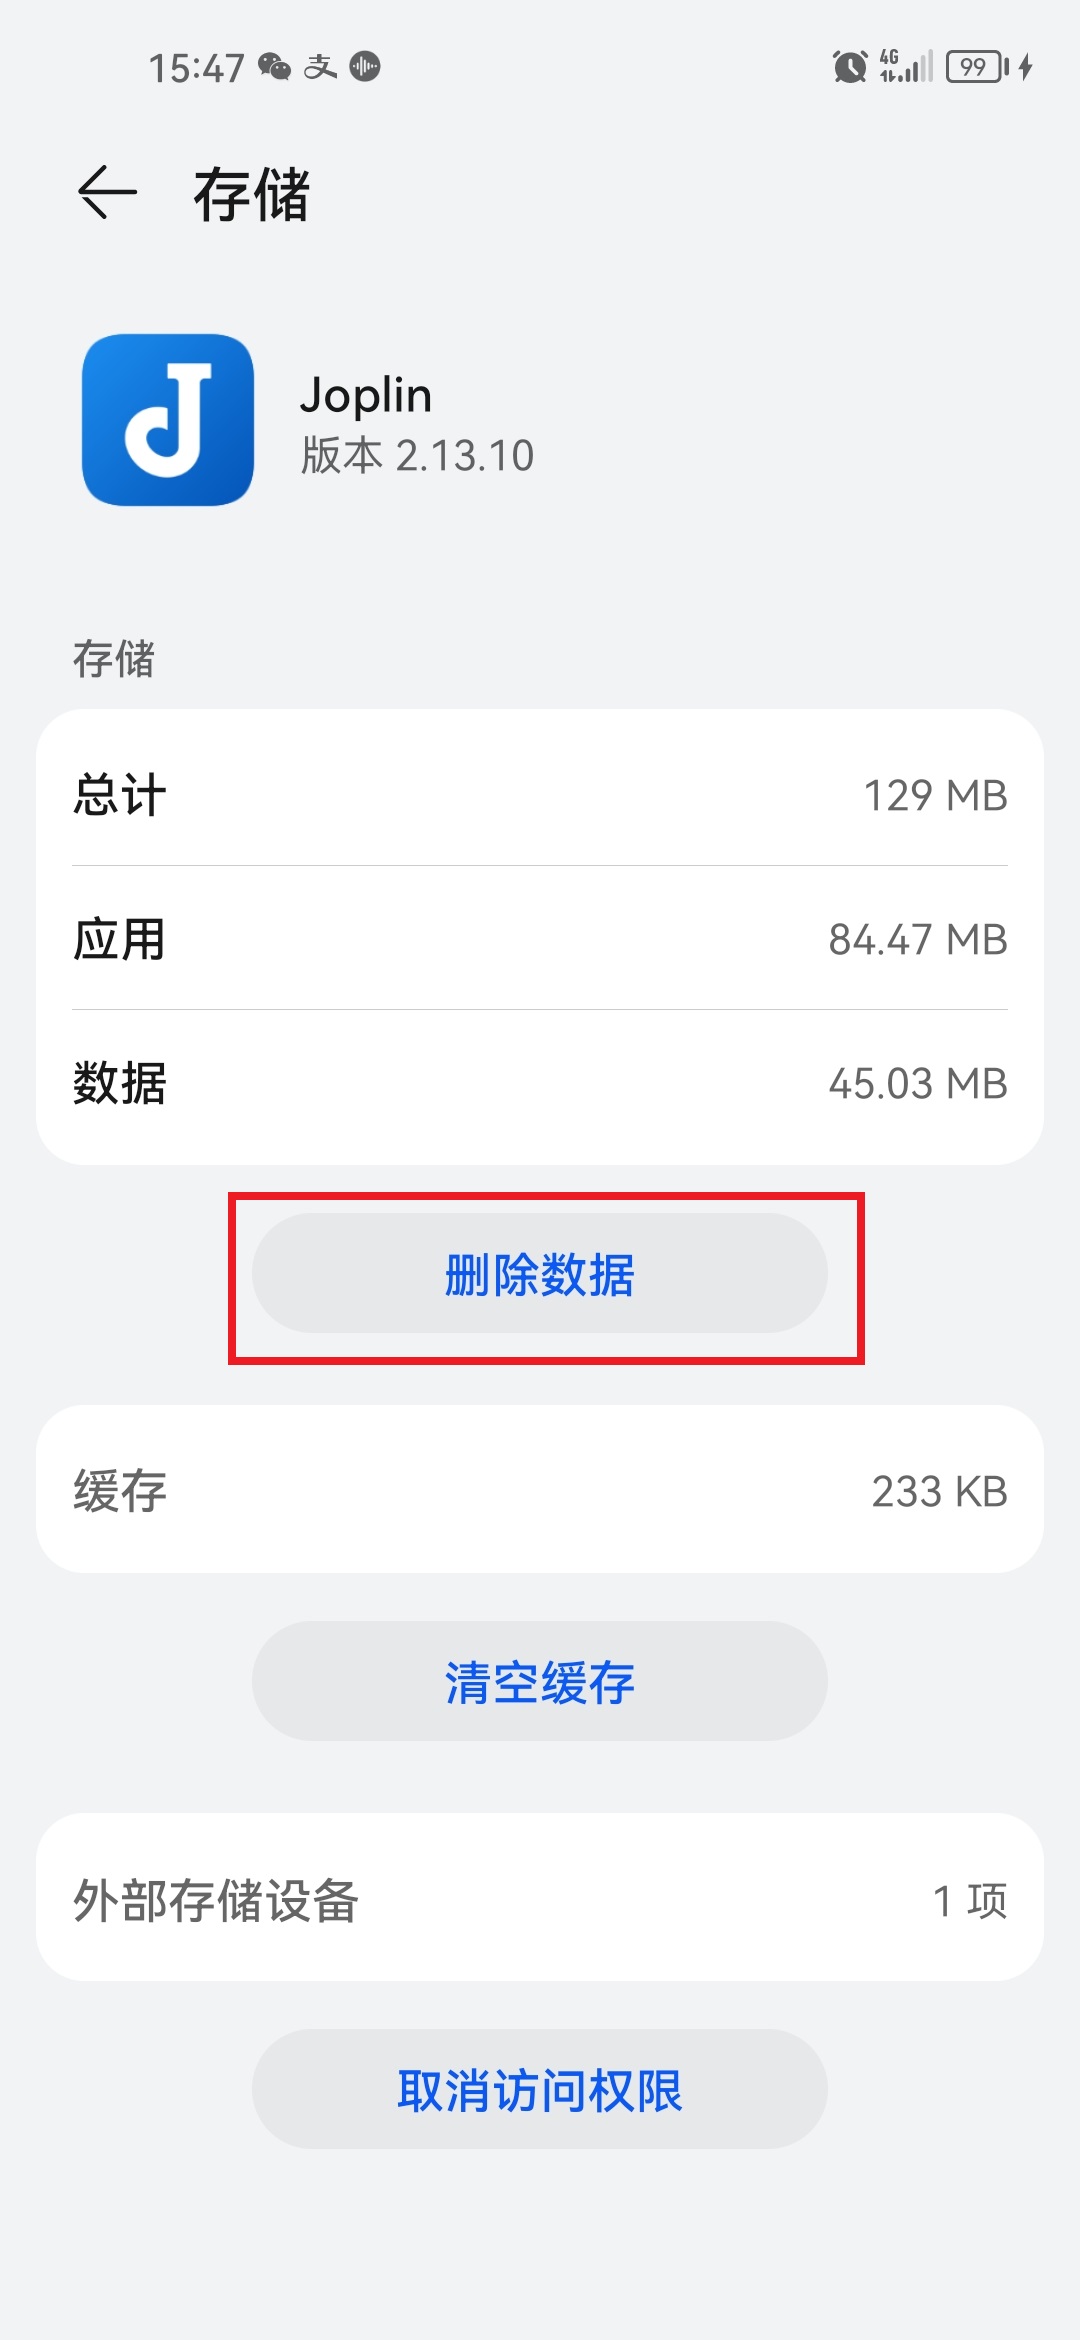 15:47
4G
99
存储
Joplin
版本 2.13.10
存储
总计 129 MB
应用 84.47 MB
数据 45.03 MB
删除数据
缓存 233 KB
清空缓存
外部存储设备 1 项
取消访问权限